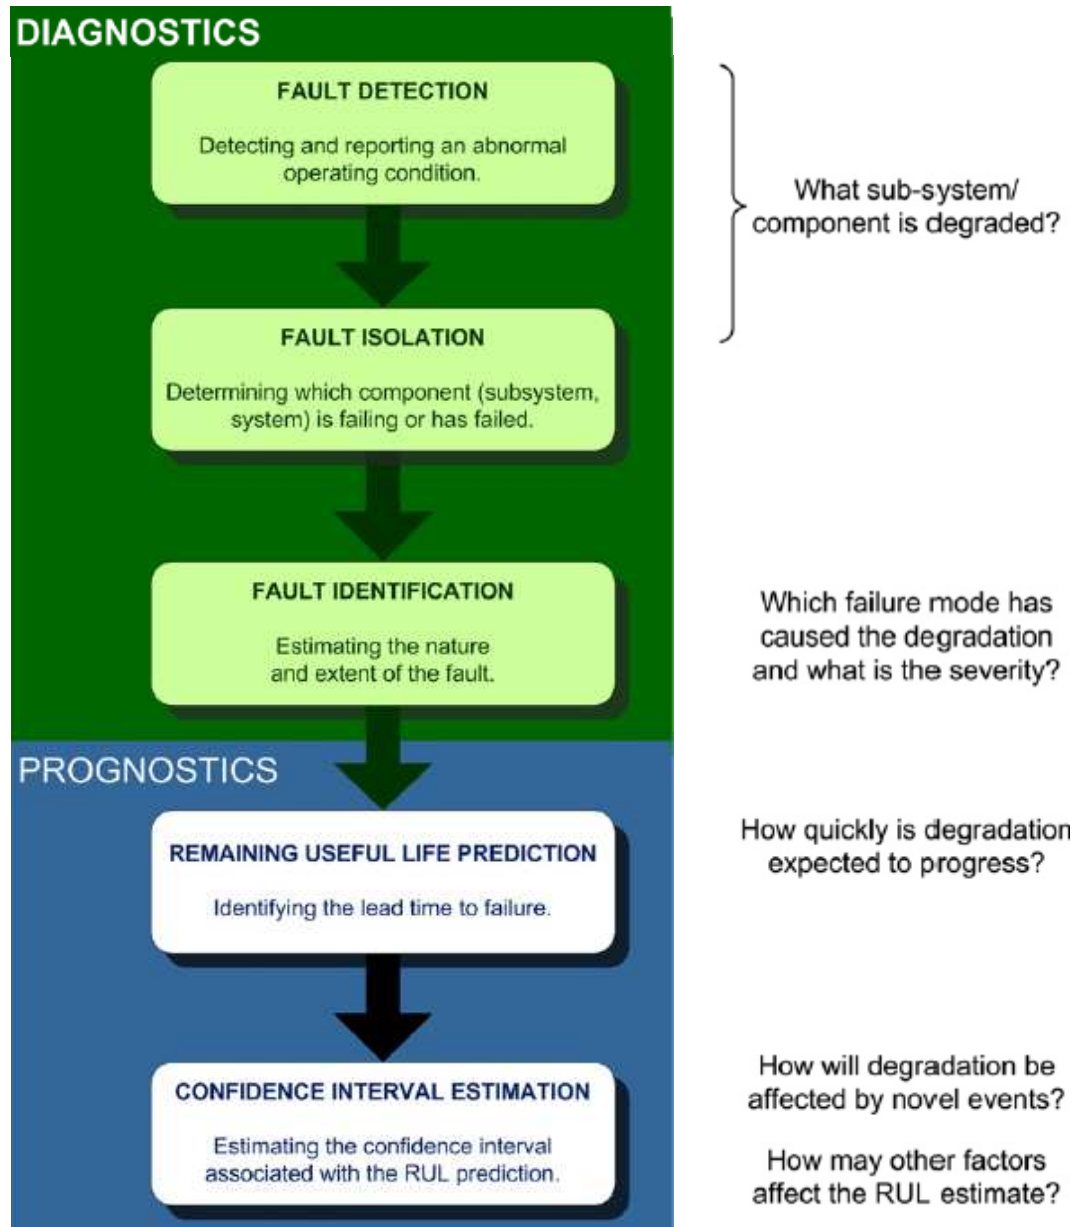 DIAGNOSTICS
FAULT DETECTION
Detecting and reporting an abnormal
operating condition.
What sub-system/
component is degraded?
FAULT ISOLATION
Determining which component (subsystem,
system) is failing or has failed.
FAULT IDENTIFICATION
Estimating the nature
and extent of the fault.
Which failure mode has
caused the degradation
and what is the severity?
PROGNOSTICS
REMAINING USEFUL LIFE PREDICTION
Identifying the lead time to failure.
How quickly is degradation
expected to progress?
CONFIDENCE INTERVAL ESTIMATION
Estimating the confidence interval
associated with the RUL prediction.
How will degradation be
affected by novel events?
How may other factors
affect the RUL estimate?